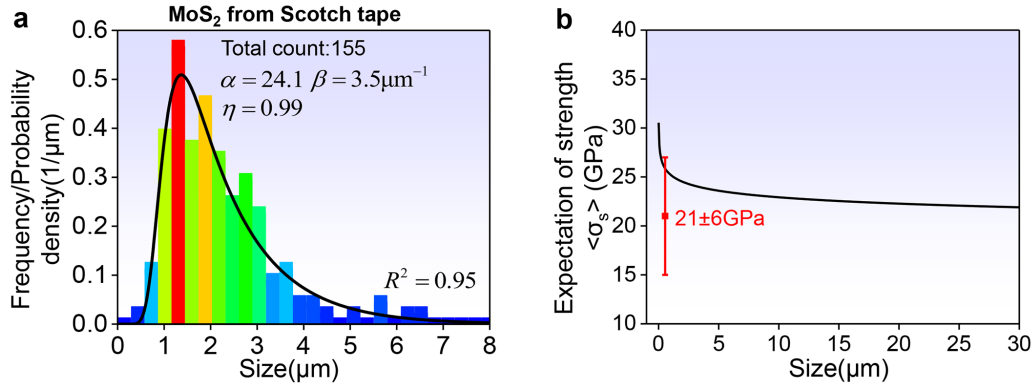 a
MoS₂ from Scotch tape
Total count:155
α = 24.1 β = 3.5μm⁻¹
η = 0.99
R² = 0.95
Frequency/Probability
density(1/μm)
0.6
0.5
0.4
0.3
0.2
0.1
0.0
0 1 2 3 4 5 6 7 8
Size(μm)
b
Expectation of strength
<σₛ> (GPa)
40
35
30
25
20
15
10
21±6GPa
0 5 10 15 20 25 30
Size(μm)